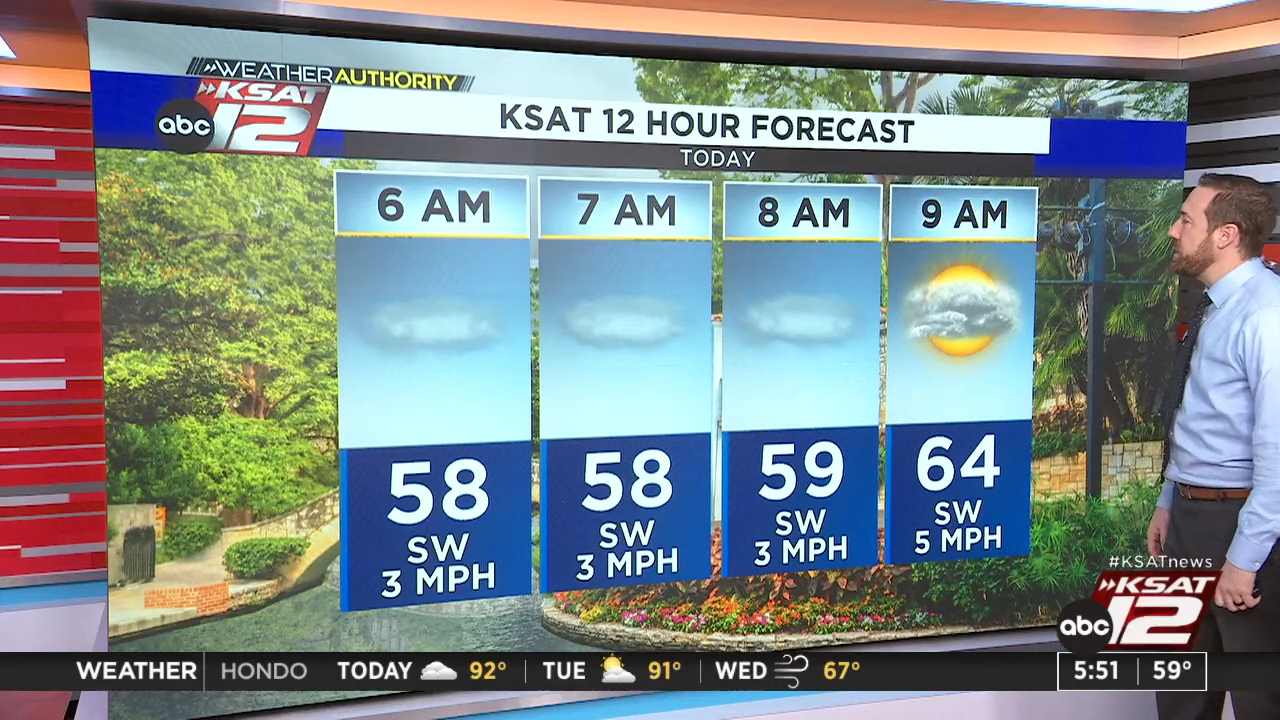 WEATHERAUTHORITY
KSAT
abc 12
KSAT 12 HOUR FORECAST
TODAY
6 AM 7 AM 8 AM 9 AM
58 58 59 64
SW SW SW SW
3 MPH 3 MPH 3 MPH 5 MPH
#KSATnews
KSAT
abc 12
WEATHER HONDO TODAY 92° TUE 91° WED 67° 5:51 59°